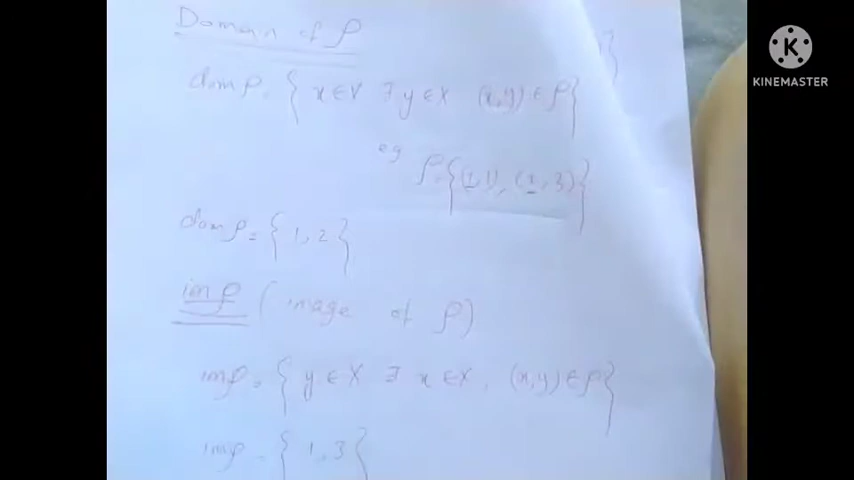 Domain of ρ
dom ρ = { x ∈ X ∃ y ∈ X (x,y) ∈ ρ}
eg
ρ = {(1,1), (2,3)}
dom ρ = { 1, 2 }
im ρ ( image of ρ)
im ρ = { y ∈ X ∃ x ∈ X, (x,y) ∈ ρ}
im ρ = { 1, 3 }
K
KINEMASTER